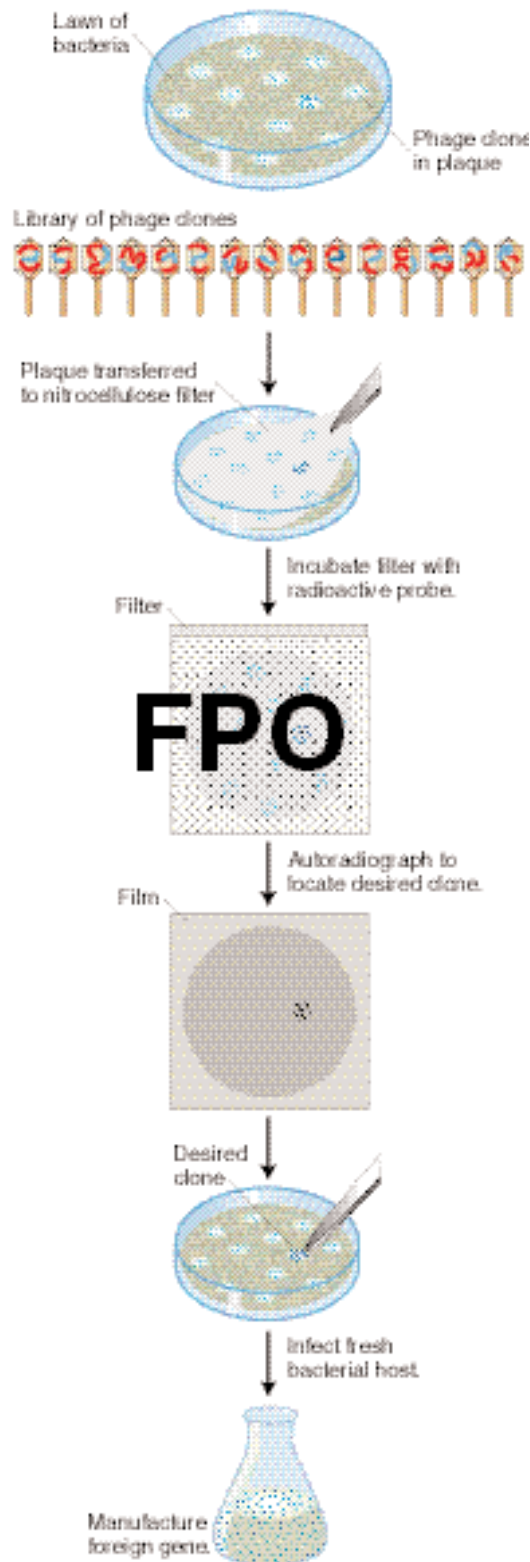 Lawn of
bacteria
Phage clone
in plaque
Library of phage clones
Plaque transferred
to nitrocellulose filter
Incubate filter with
radioactive probe.
Filter
FPO
Autoradiograph to
locate desired clone.
Film
Desired
clone
Infect fresh
bacterial host.
Manufacture
foreign gene.